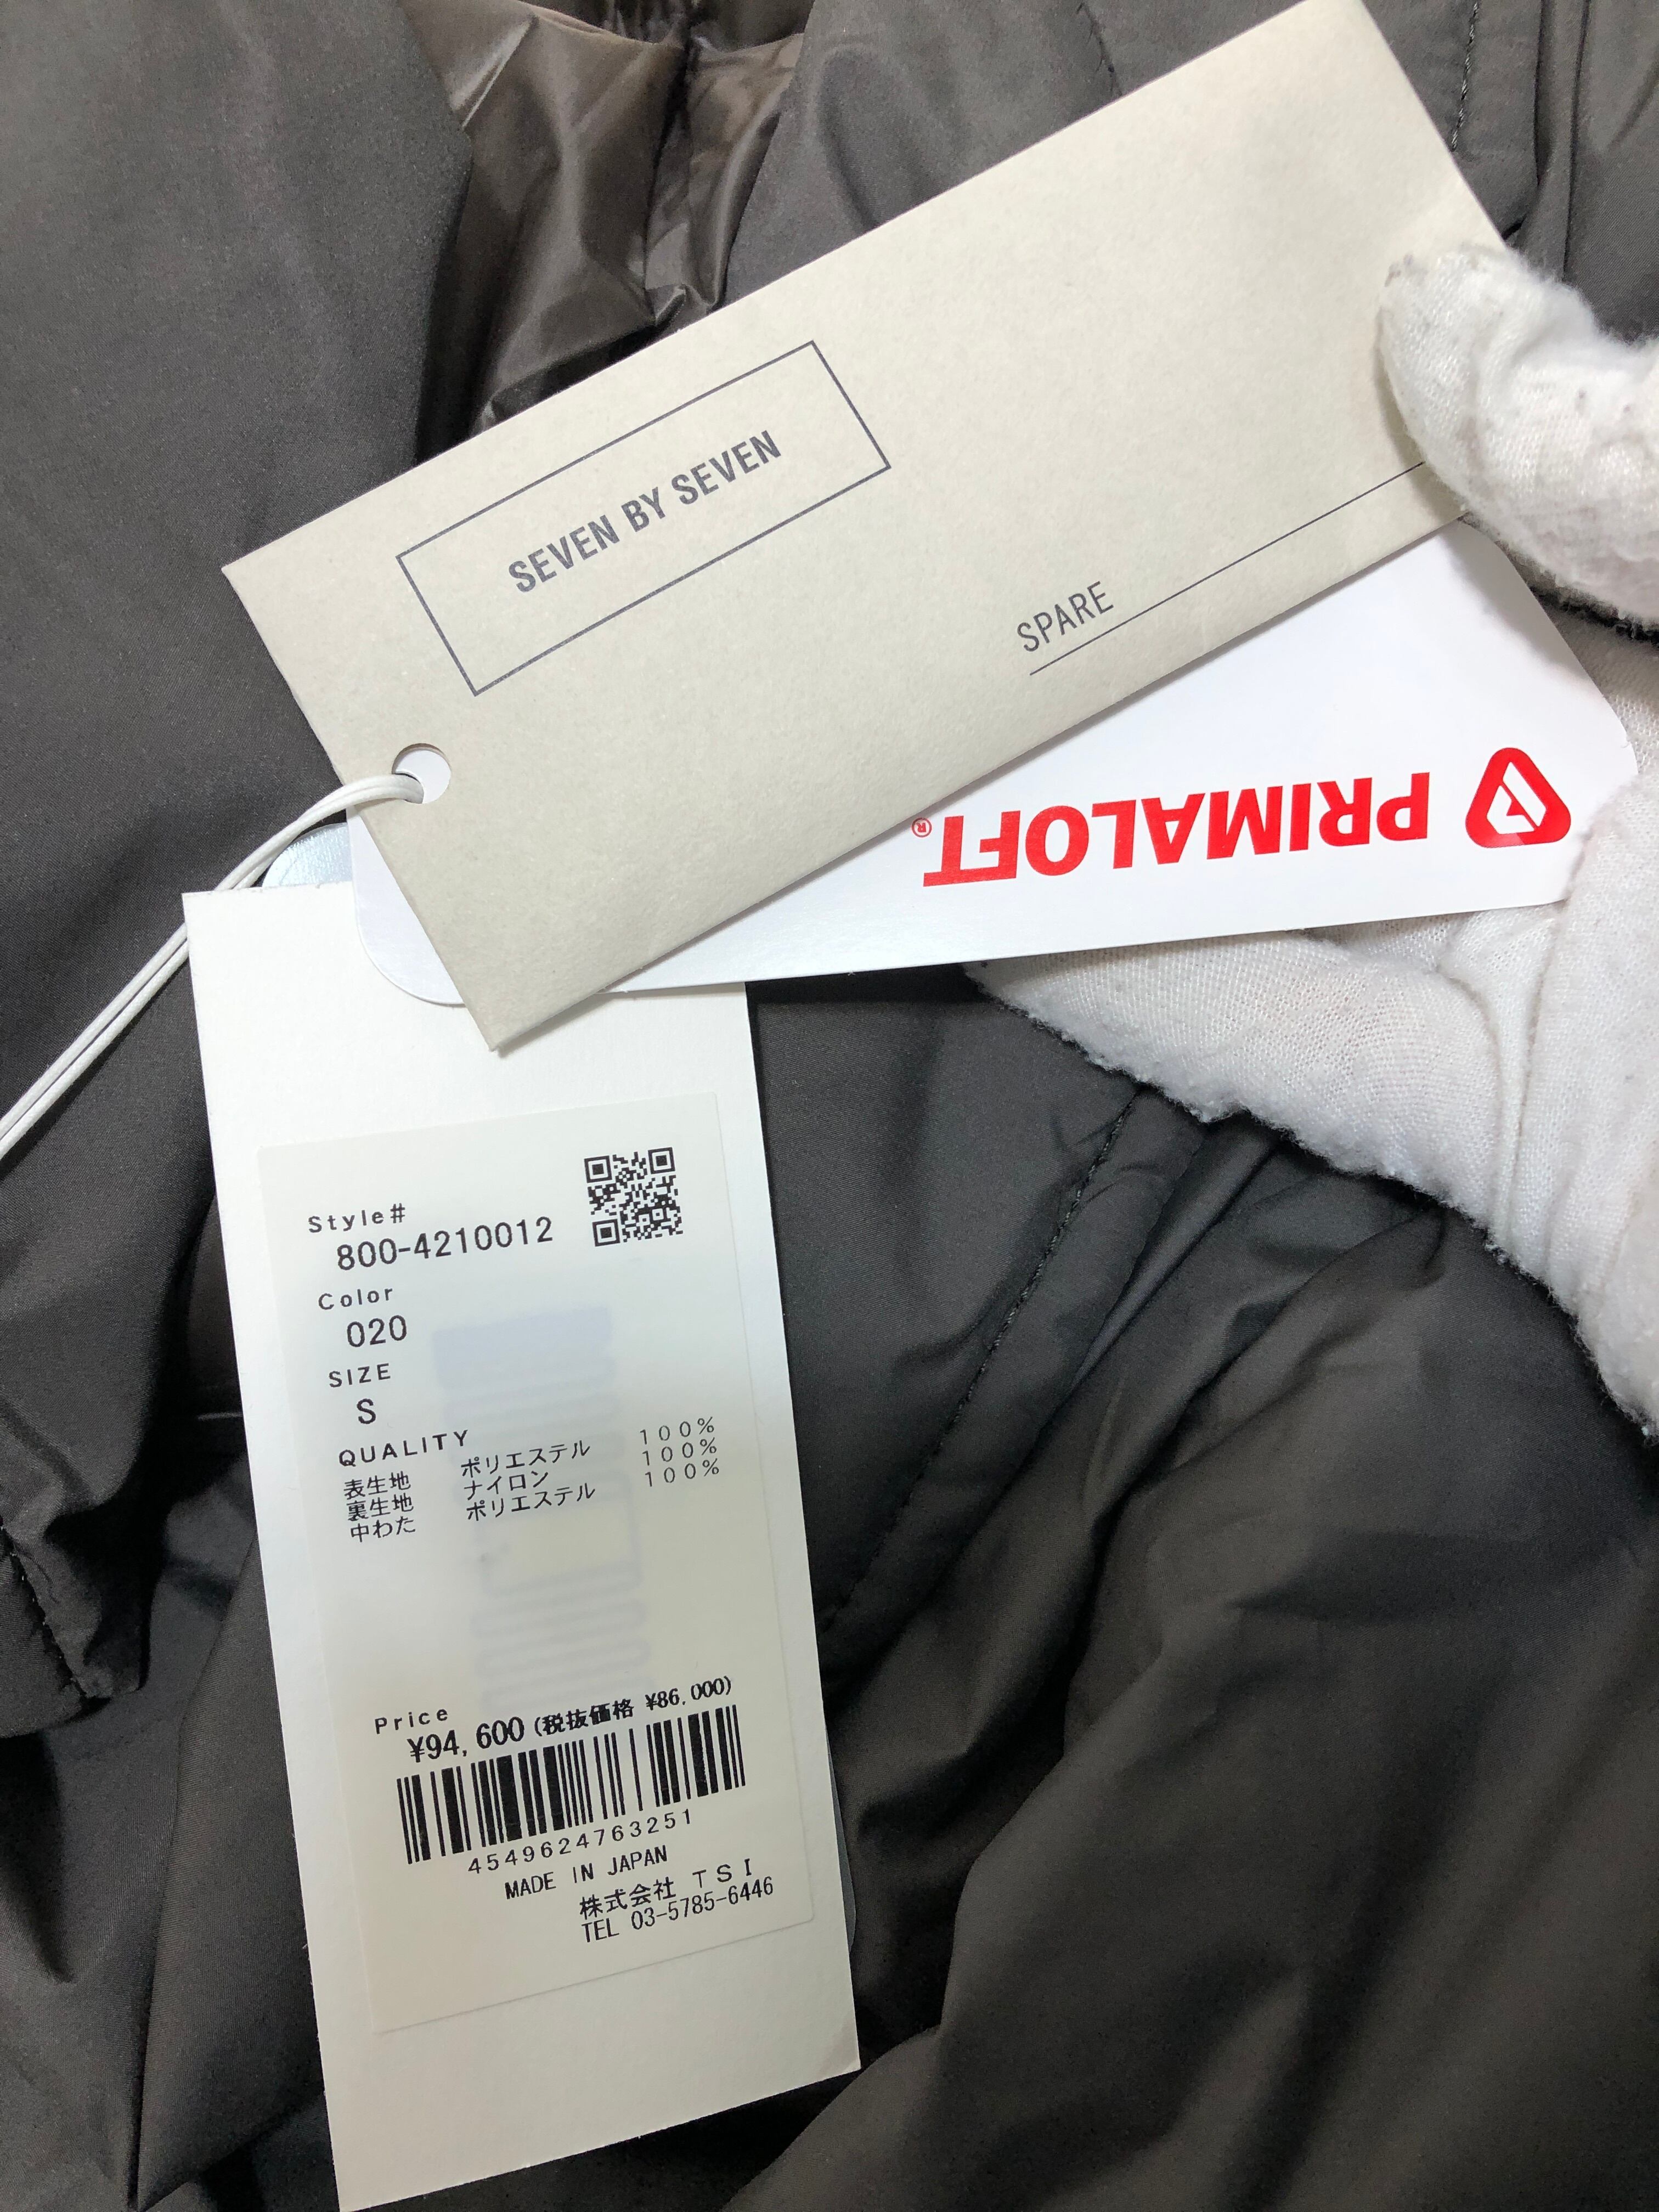 SEVEN BY SEVEN
SPARE
PRIMALOFT®
Style#
800-4210012
Color
020
SIZE
S
QUALITY
表生地 ポリエステル 100%
裏生地 ナイロン 100%
中わた ポリエステル 100%
Price
¥94,600 (税抜価格 ¥86,000)
4549624763251
MADE IN JAPAN
株式会社 TSI
TEL 03-5785-6446